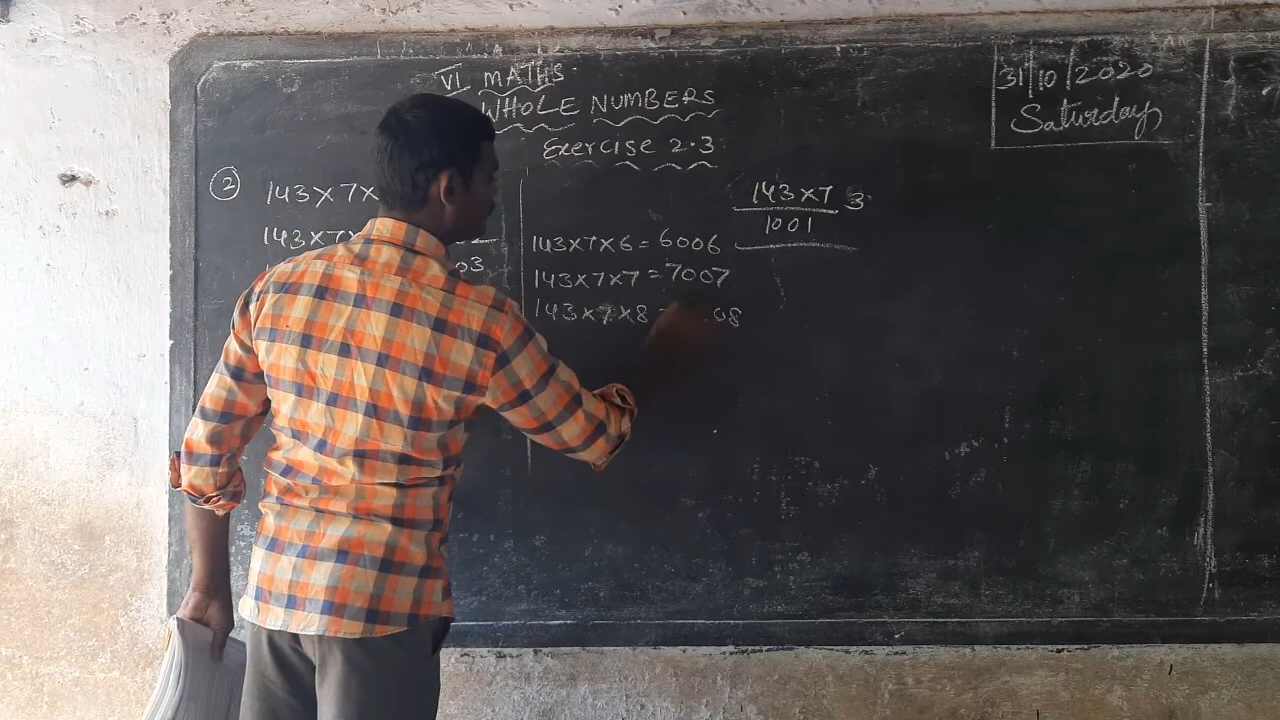 VI MATHS
WHOLE NUMBERS
Exercise 2.3
31/10/2020
Saturday
② 143×7×
143×7×
03
143×7×6=6006
143×7×7=7007
143×7×8= 08
143×7 3
1001